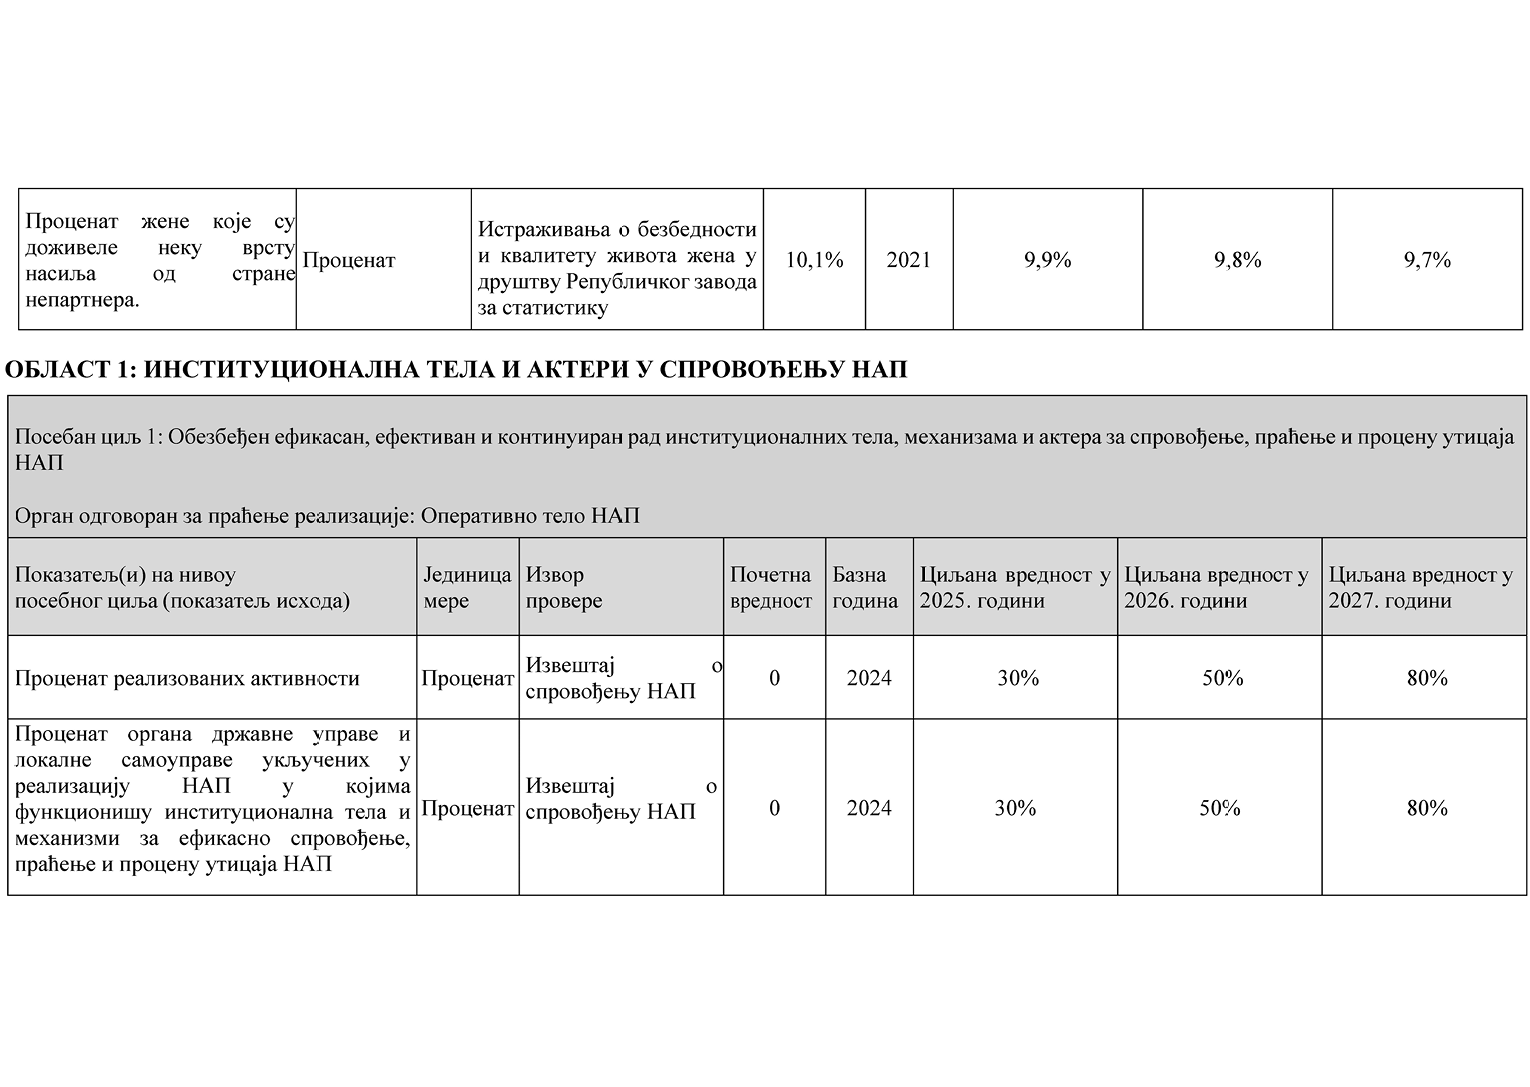 Проценат жене које су
доживеле неку врсту
насиља од стране
непартнера.
Проценат
Истраживања о безбедности
и квалитету живота жена у
друштву Републичког завода
за статистику
10,1%
2021
9,9%
9,8%
9,7%
ОБЛАСТ 1: ИНСТИТУЦИОНАЛНА ТЕЛА И АКТЕРИ У СПРОВОЂЕЊУ НАП
Посебан циљ 1: Обезбеђен ефикасан, ефективан и континуиран рад институционалних тела, механизама и актера за спровођење, праћење и процену утицаја
НАП
Орган одговоран за праћење реализације: Оперативно тело НАП
Показатељ(и) на нивоу
посебног циља (показатељ исхода)
Јединица
мере
Извор
провере
Почетна
вредност
Базна
година
Циљана вредност у
2025. години
Циљана вредност у
2026. години
Циљана вредност у
2027. години
Проценат реализованих активности
Проценат
Извештај о
спровођењу НАП
0
2024
30%
50%
80%
Проценат органа државне управе и
локалне самоуправе укључених у
реализацију НАП у којима
функционишу институционална тела и
механизми за ефикасно спровођење,
праћење и процену утицаја НАП
Проценат
Извештај о
спровођењу НАП
0
2024
30%
50%
80%